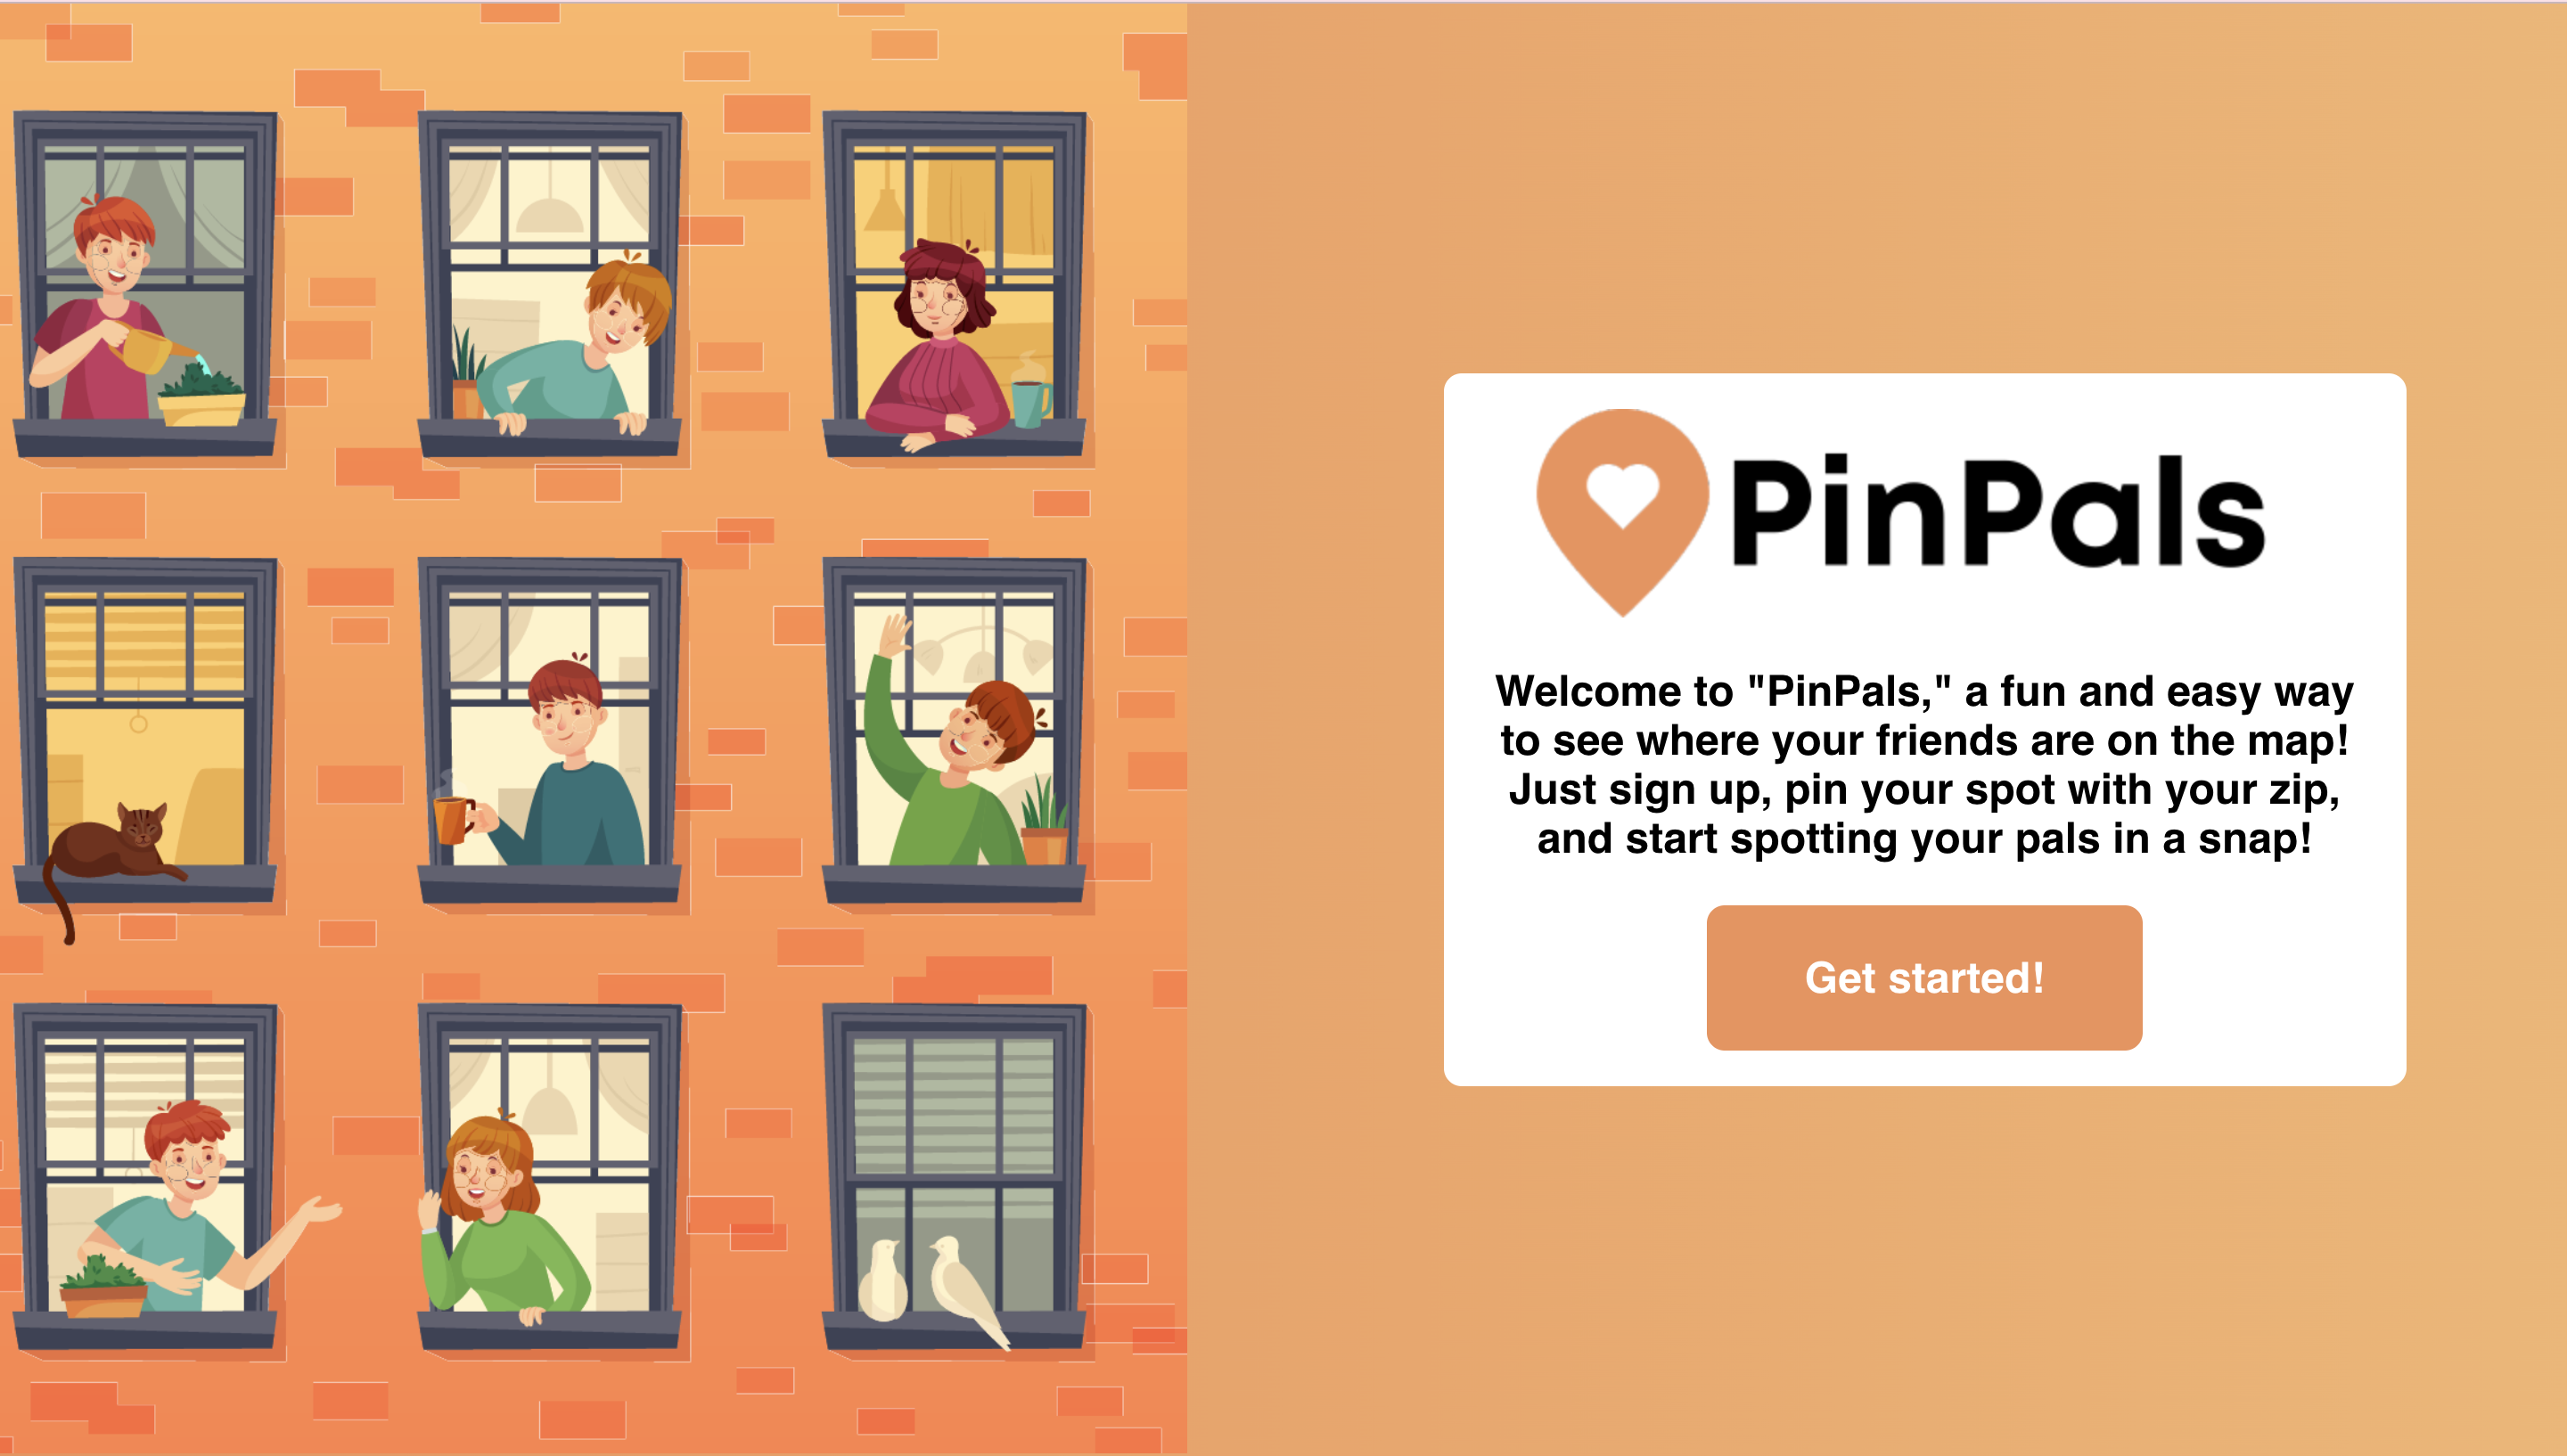 PinPals
Welcome to "PinPals," a fun and easy way
to see where your friends are on the map!
Just sign up, pin your spot with your zip,
and start spotting your pals in a snap!
Get started!